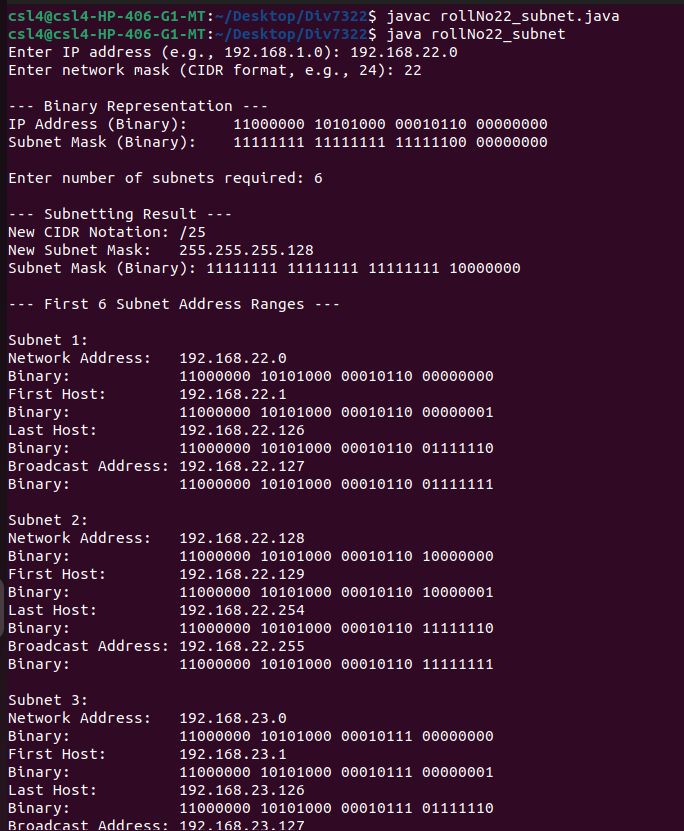 csl4@csl4-HP-406-G1-MT:~/Desktop/Div7322$ javac rollNo22_subnet.java
csl4@csl4-HP-406-G1-MT:~/Desktop/Div7322$ java rollNo22_subnet
Enter IP address (e.g., 192.168.1.0): 192.168.22.0
Enter network mask (CIDR format, e.g., 24): 22
--- Binary Representation ---
IP Address (Binary):     11000000 10101000 00010110 00000000
Subnet Mask (Binary):    11111111 11111111 11111100 00000000
Enter number of subnets required: 6
--- Subnetting Result ---
New CIDR Notation: /25
New Subnet Mask:   255.255.255.128
Subnet Mask (Binary): 11111111 11111111 11111111 10000000
--- First 6 Subnet Address Ranges ---
Subnet 1:
Network Address:   192.168.22.0
Binary:            11000000 10101000 00010110 00000000
First Host:        192.168.22.1
Binary:            11000000 10101000 00010110 00000001
Last Host:         192.168.22.126
Binary:            11000000 10101000 00010110 01111110
Broadcast Address: 192.168.22.127
Binary:            11000000 10101000 00010110 01111111
Subnet 2:
Network Address:   192.168.22.128
Binary:            11000000 10101000 00010110 10000000
First Host:        192.168.22.129
Binary:            11000000 10101000 00010110 10000001
Last Host:         192.168.22.254
Binary:            11000000 10101000 00010110 11111110
Broadcast Address: 192.168.22.255
Binary:            11000000 10101000 00010110 11111111
Subnet 3:
Network Address:   192.168.23.0
Binary:            11000000 10101000 00010111 00000000
First Host:        192.168.23.1
Binary:            11000000 10101000 00010111 00000001
Last Host:         192.168.23.126
Binary:            11000000 10101000 00010111 01111110
Broadcast Address: 192.168.23.127